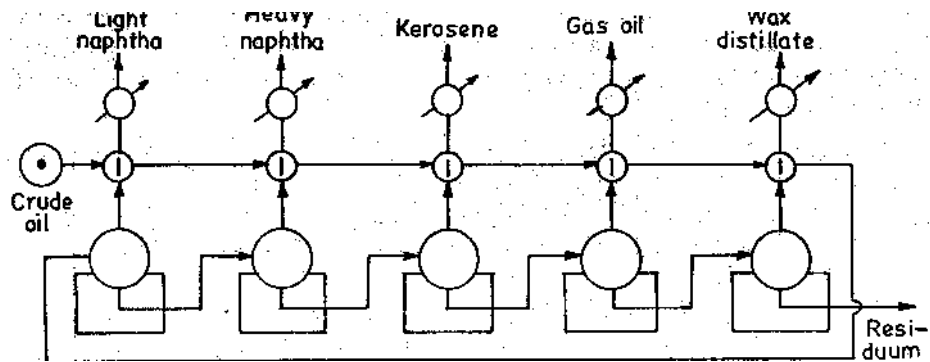 Light
naphtha
Heavy
naphtha
Kerosene
Gas oil
Wax
distillate
Crude
oil
Resi-
duum